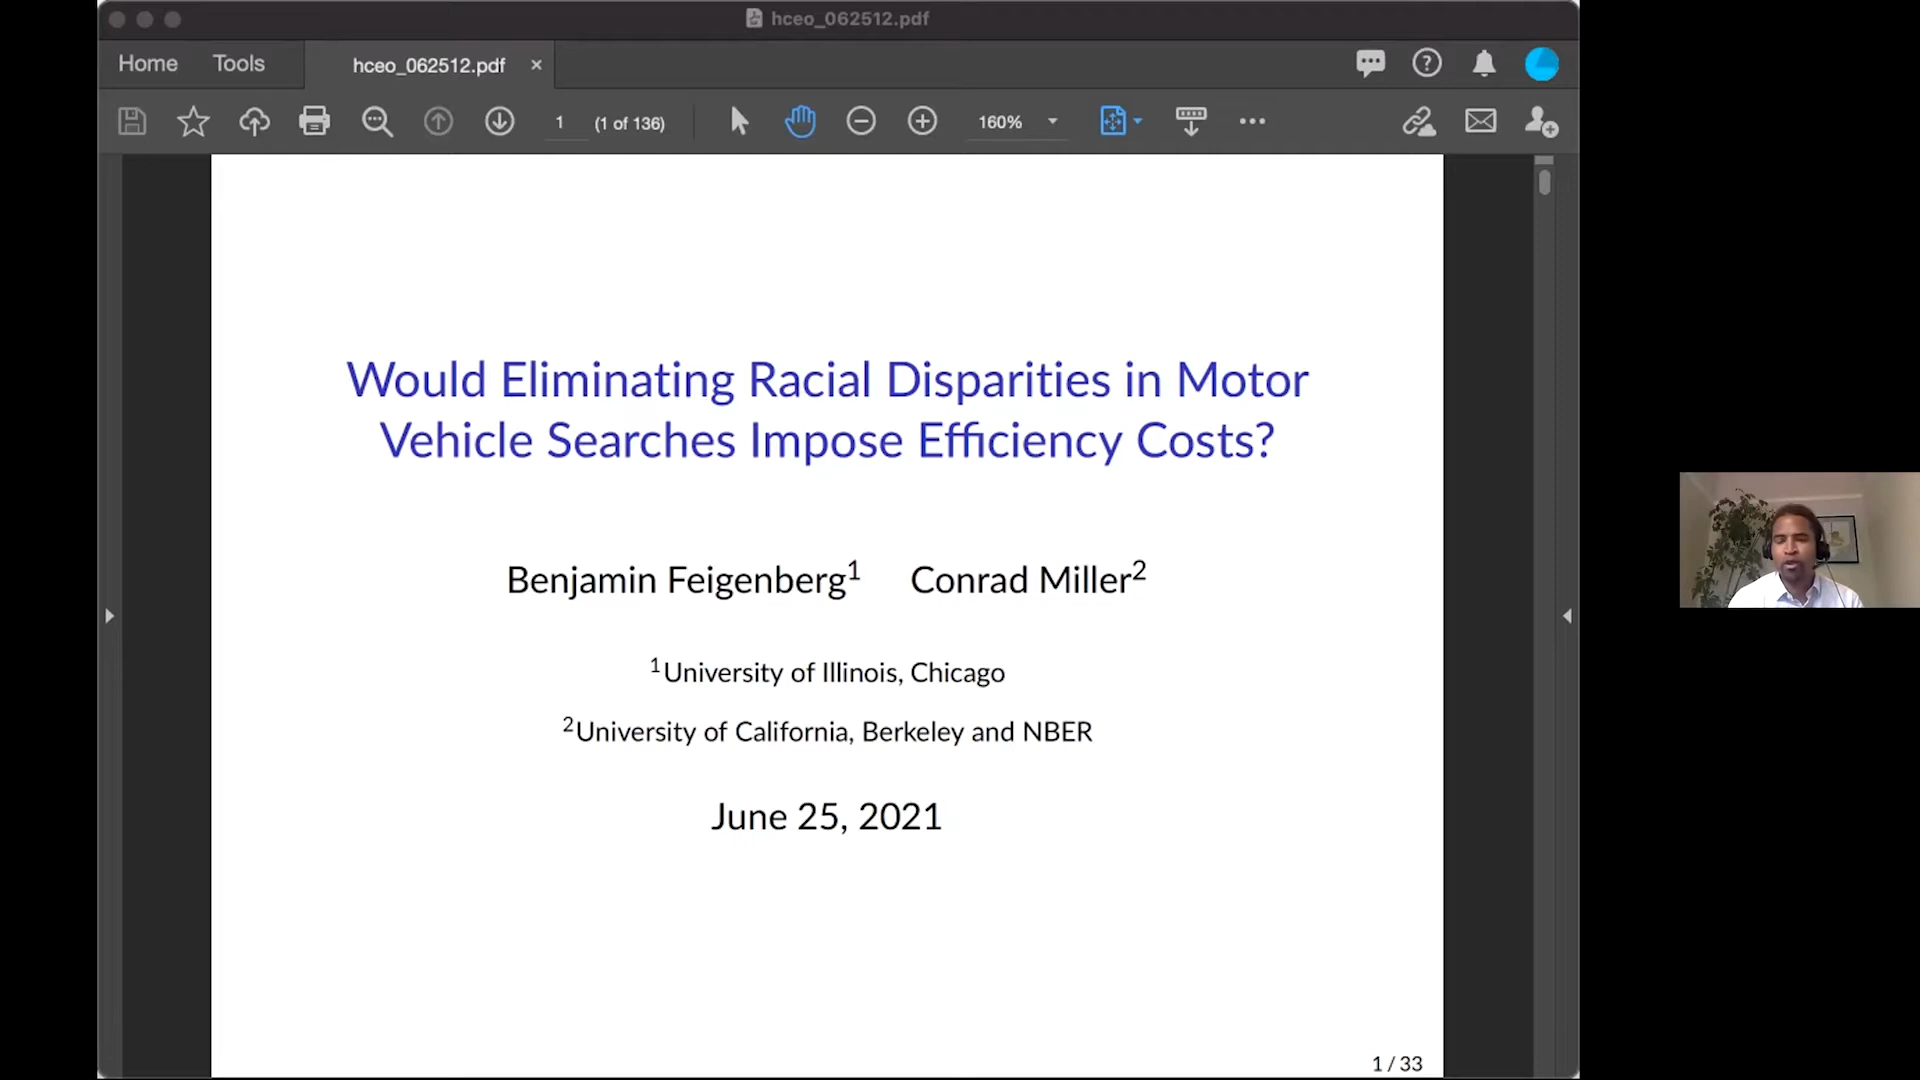 hceo_062512.pdf
Home Tools hceo_062512.pdf ×
1 (1 of 136) 160%
Would Eliminating Racial Disparities in Motor
Vehicle Searches Impose Efficiency Costs?
Benjamin Feigenberg1 Conrad Miller2
1University of Illinois, Chicago
2University of California, Berkeley and NBER
June 25, 2021
1 / 33